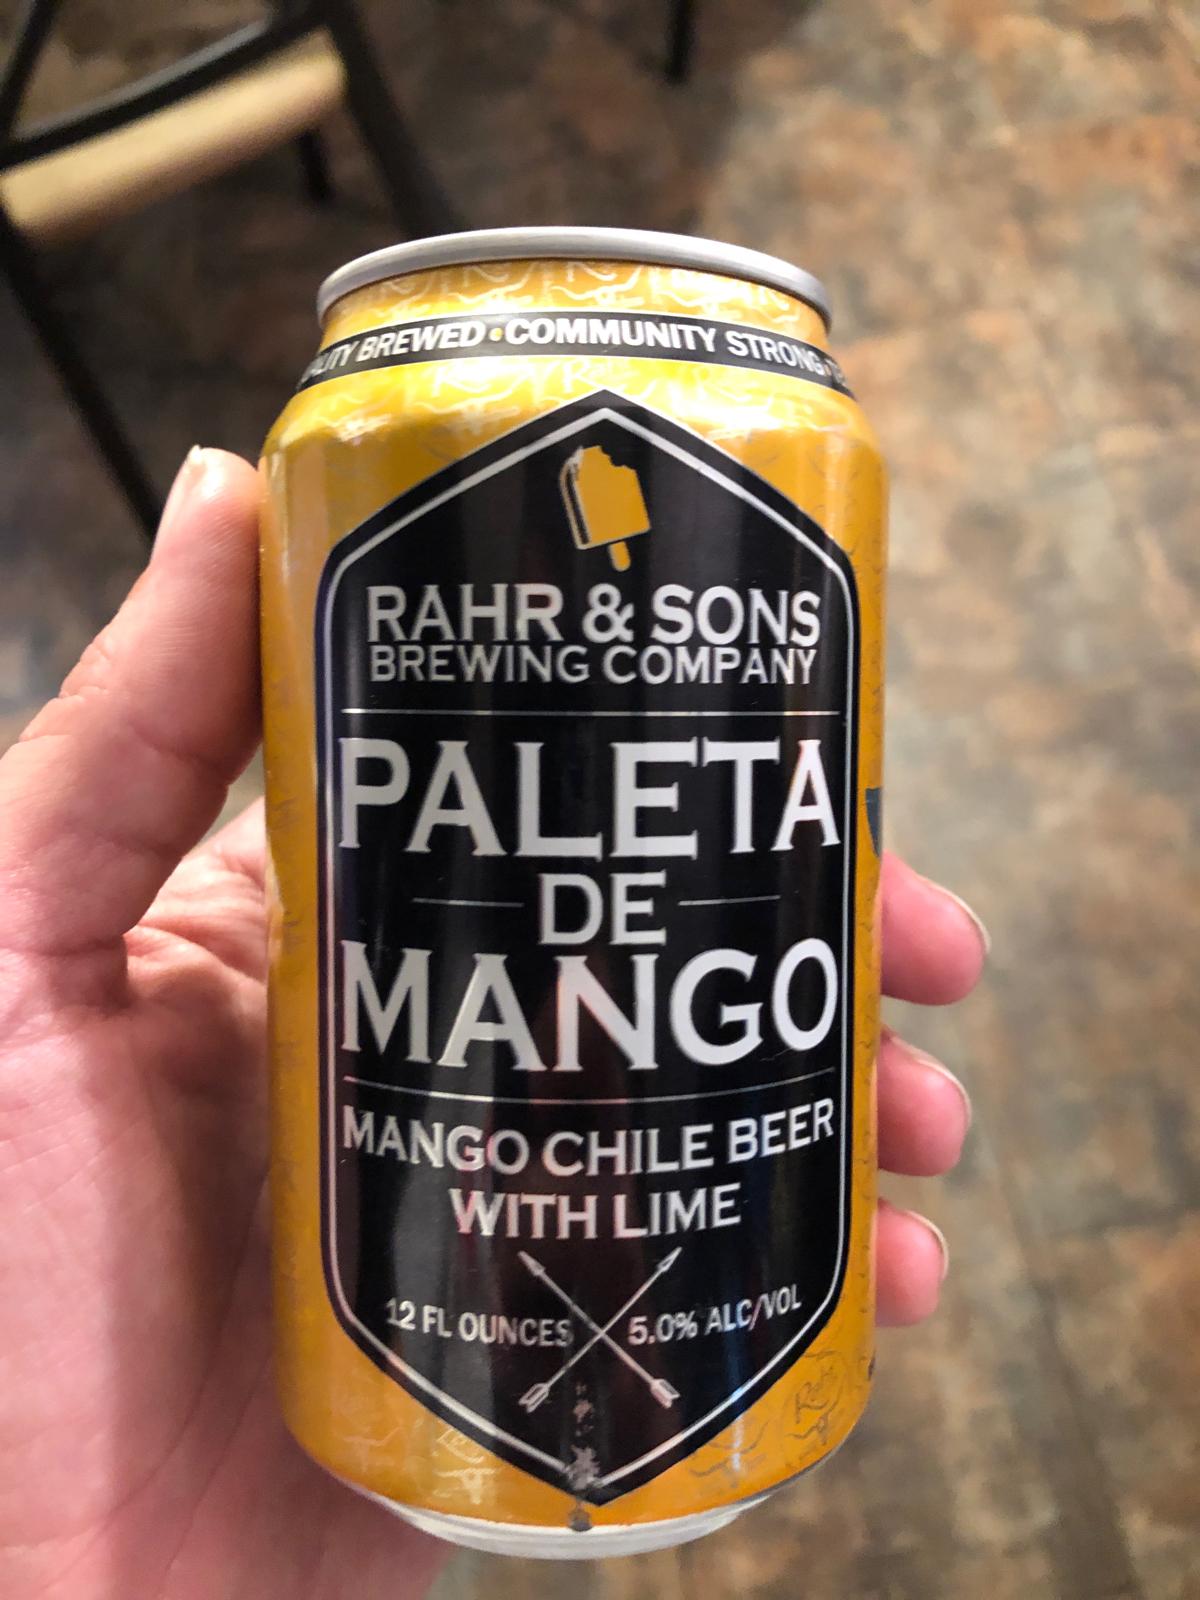 BREWED • COMMUNITY STRONG •
RAHR & SONS
BREWING COMPANY
PALETA
DE
MANGO
MANGO CHILE BEER
WITH LIME
12 FL OUNCES 5.0% ALC/VOL